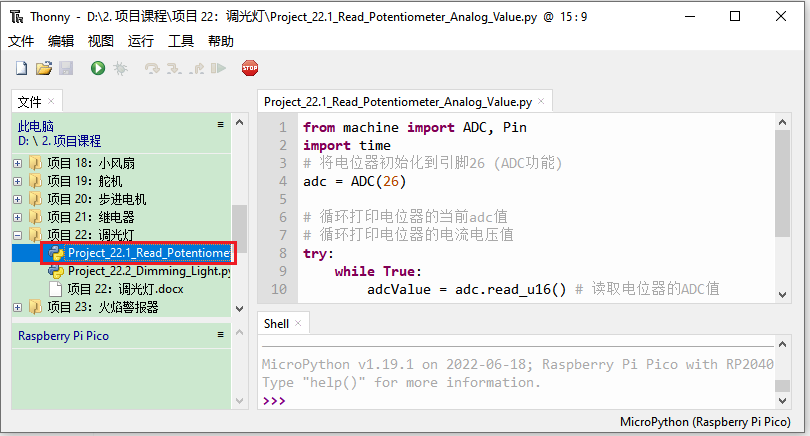 Thonny - D:\2.项目课程\项目 22：调光灯\Project_22.1_Read_Potentiometer_Analog_Value.py @ 15 : 9
文件 编辑 视图 运行 工具 帮助
STOP
文件 ×
此电脑
D: \ 2. 项目课程
项目 18：小风扇
项目 19：舵机
项目 20：步进电机
项目 21：继电器
项目 22：调光灯
Project_22.1_Read_Potentiome
Project_22.2_Dimming_Light.py
项目 22：调光灯.docx
项目 23：火焰警报器
Raspberry Pi Pico
Project_22.1_Read_Potentiometer_Analog_Value.py ×
1 from machine import ADC, Pin
2 import time
3 # 将电位器初始化到引脚26 (ADC功能)
4 adc = ADC(26)
5
6 # 循环打印电位器的当前adc值
7 # 循环打印电位器的电流电压值
8 try:
9 while True:
10 adcValue = adc.read_u16() # 读取电位器的ADC值
Shell ×
MicroPython v1.19.1 on 2022-06-18; Raspberry Pi Pico with RP2040
Type "help()" for more information.
>>>
MicroPython (Raspberry Pi Pico)